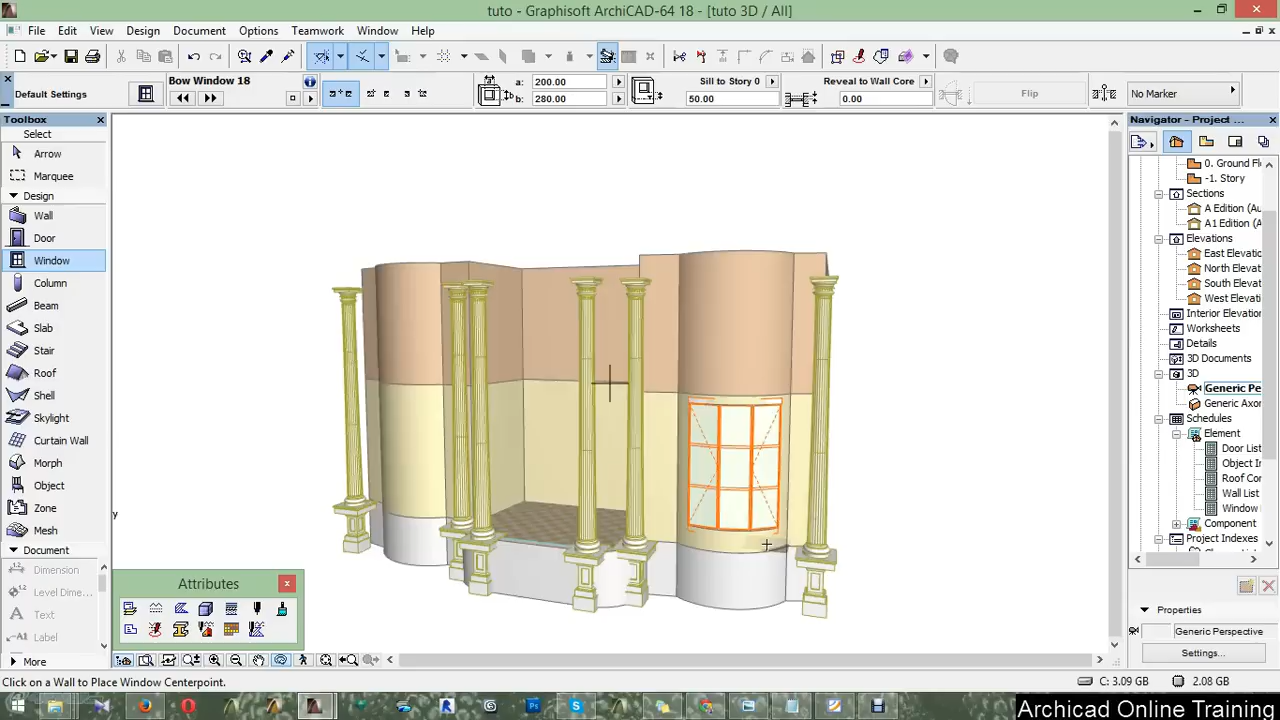 tuto - Graphisoft ArchiCAD-64 18 - [tuto 3D / All]
File Edit View Design Document Options Teamwork Window Help
Bow Window 18
Default Settings
a: 200.00
b: 280.00
Sill to Story 0
50.00
Reveal to Wall Core
0.00
Flip
No Marker
Toolbox
Select
Arrow
Marquee
Design
Wall
Door
Window
Column
Beam
Slab
Stair
Roof
Shell
Skylight
Curtain Wall
Morph
Object
Zone
Mesh
Document
Dimension
Level Dime...
Text
Label
More
y
Attributes
Navigator - Project ...
0. Ground Fl
-1. Story
Sections
A Edition (Au
A1 Edition (A
Elevations
East Elevatio
North Elevat
South Elevat
West Elevati
Interior Elevation
Worksheets
Details
3D Documents
3D
Generic Pe
Generic Axor
Schedules
Element
Door List
Object In
Roof Cor
Wall List
Window
Component
Project Indexes
Properties
Generic Perspective
Settings...
Click on a Wall to Place Window Centerpoint.
C: 3.09 GB
2.08 GB
Archicad Online Training